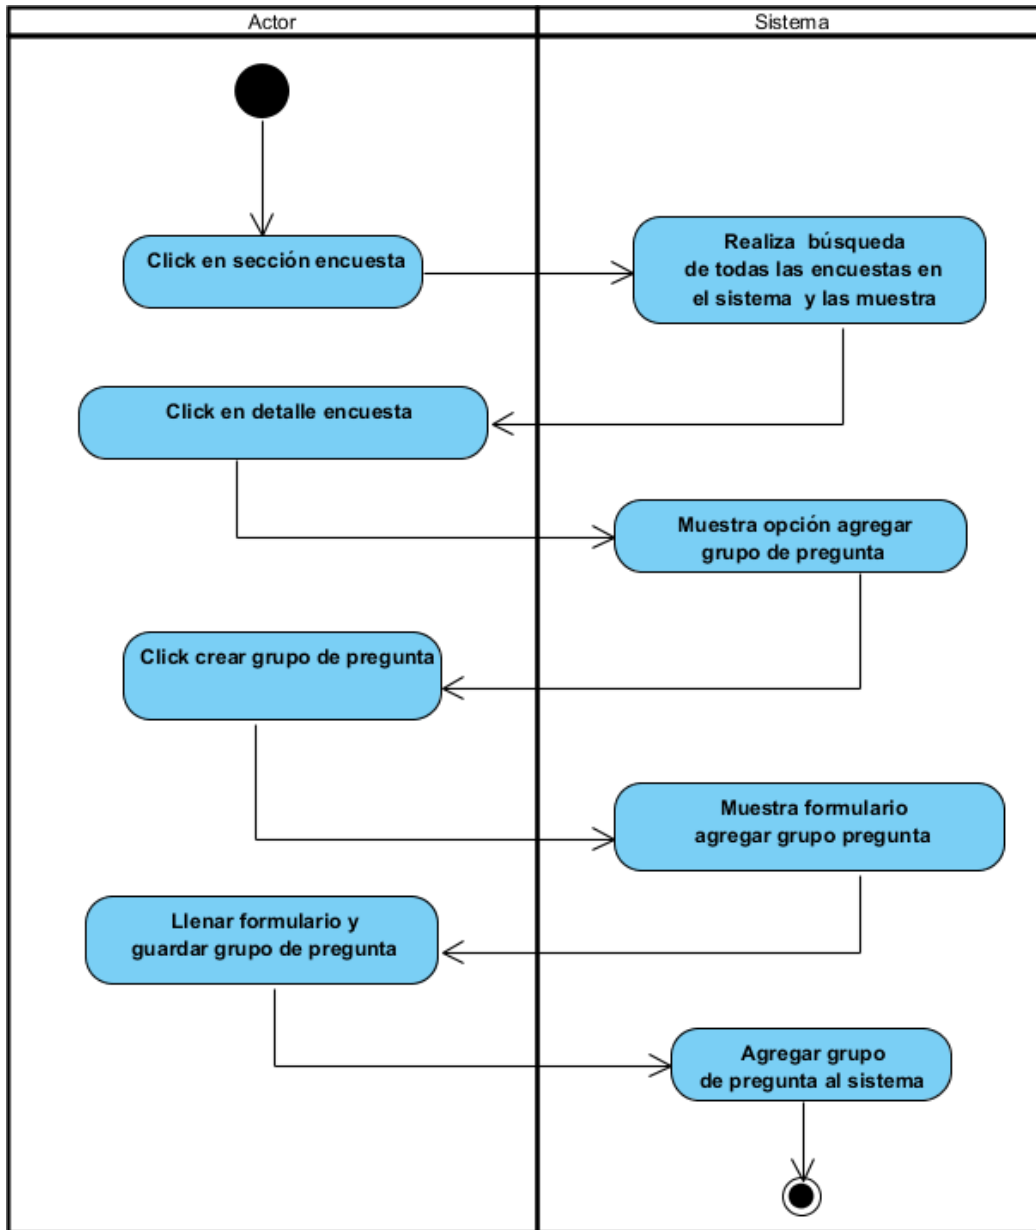 Actor
Sistema
Click en sección encuesta
Realiza búsqueda
de todas las encuestas en
el sistema y las muestra
Click en detalle encuesta
Muestra opción agregar
grupo de pregunta
Click crear grupo de pregunta
Muestra formulario
agregar grupo pregunta
Llenar formulario y
guardar grupo de pregunta
Agregar grupo
de pregunta al sistema